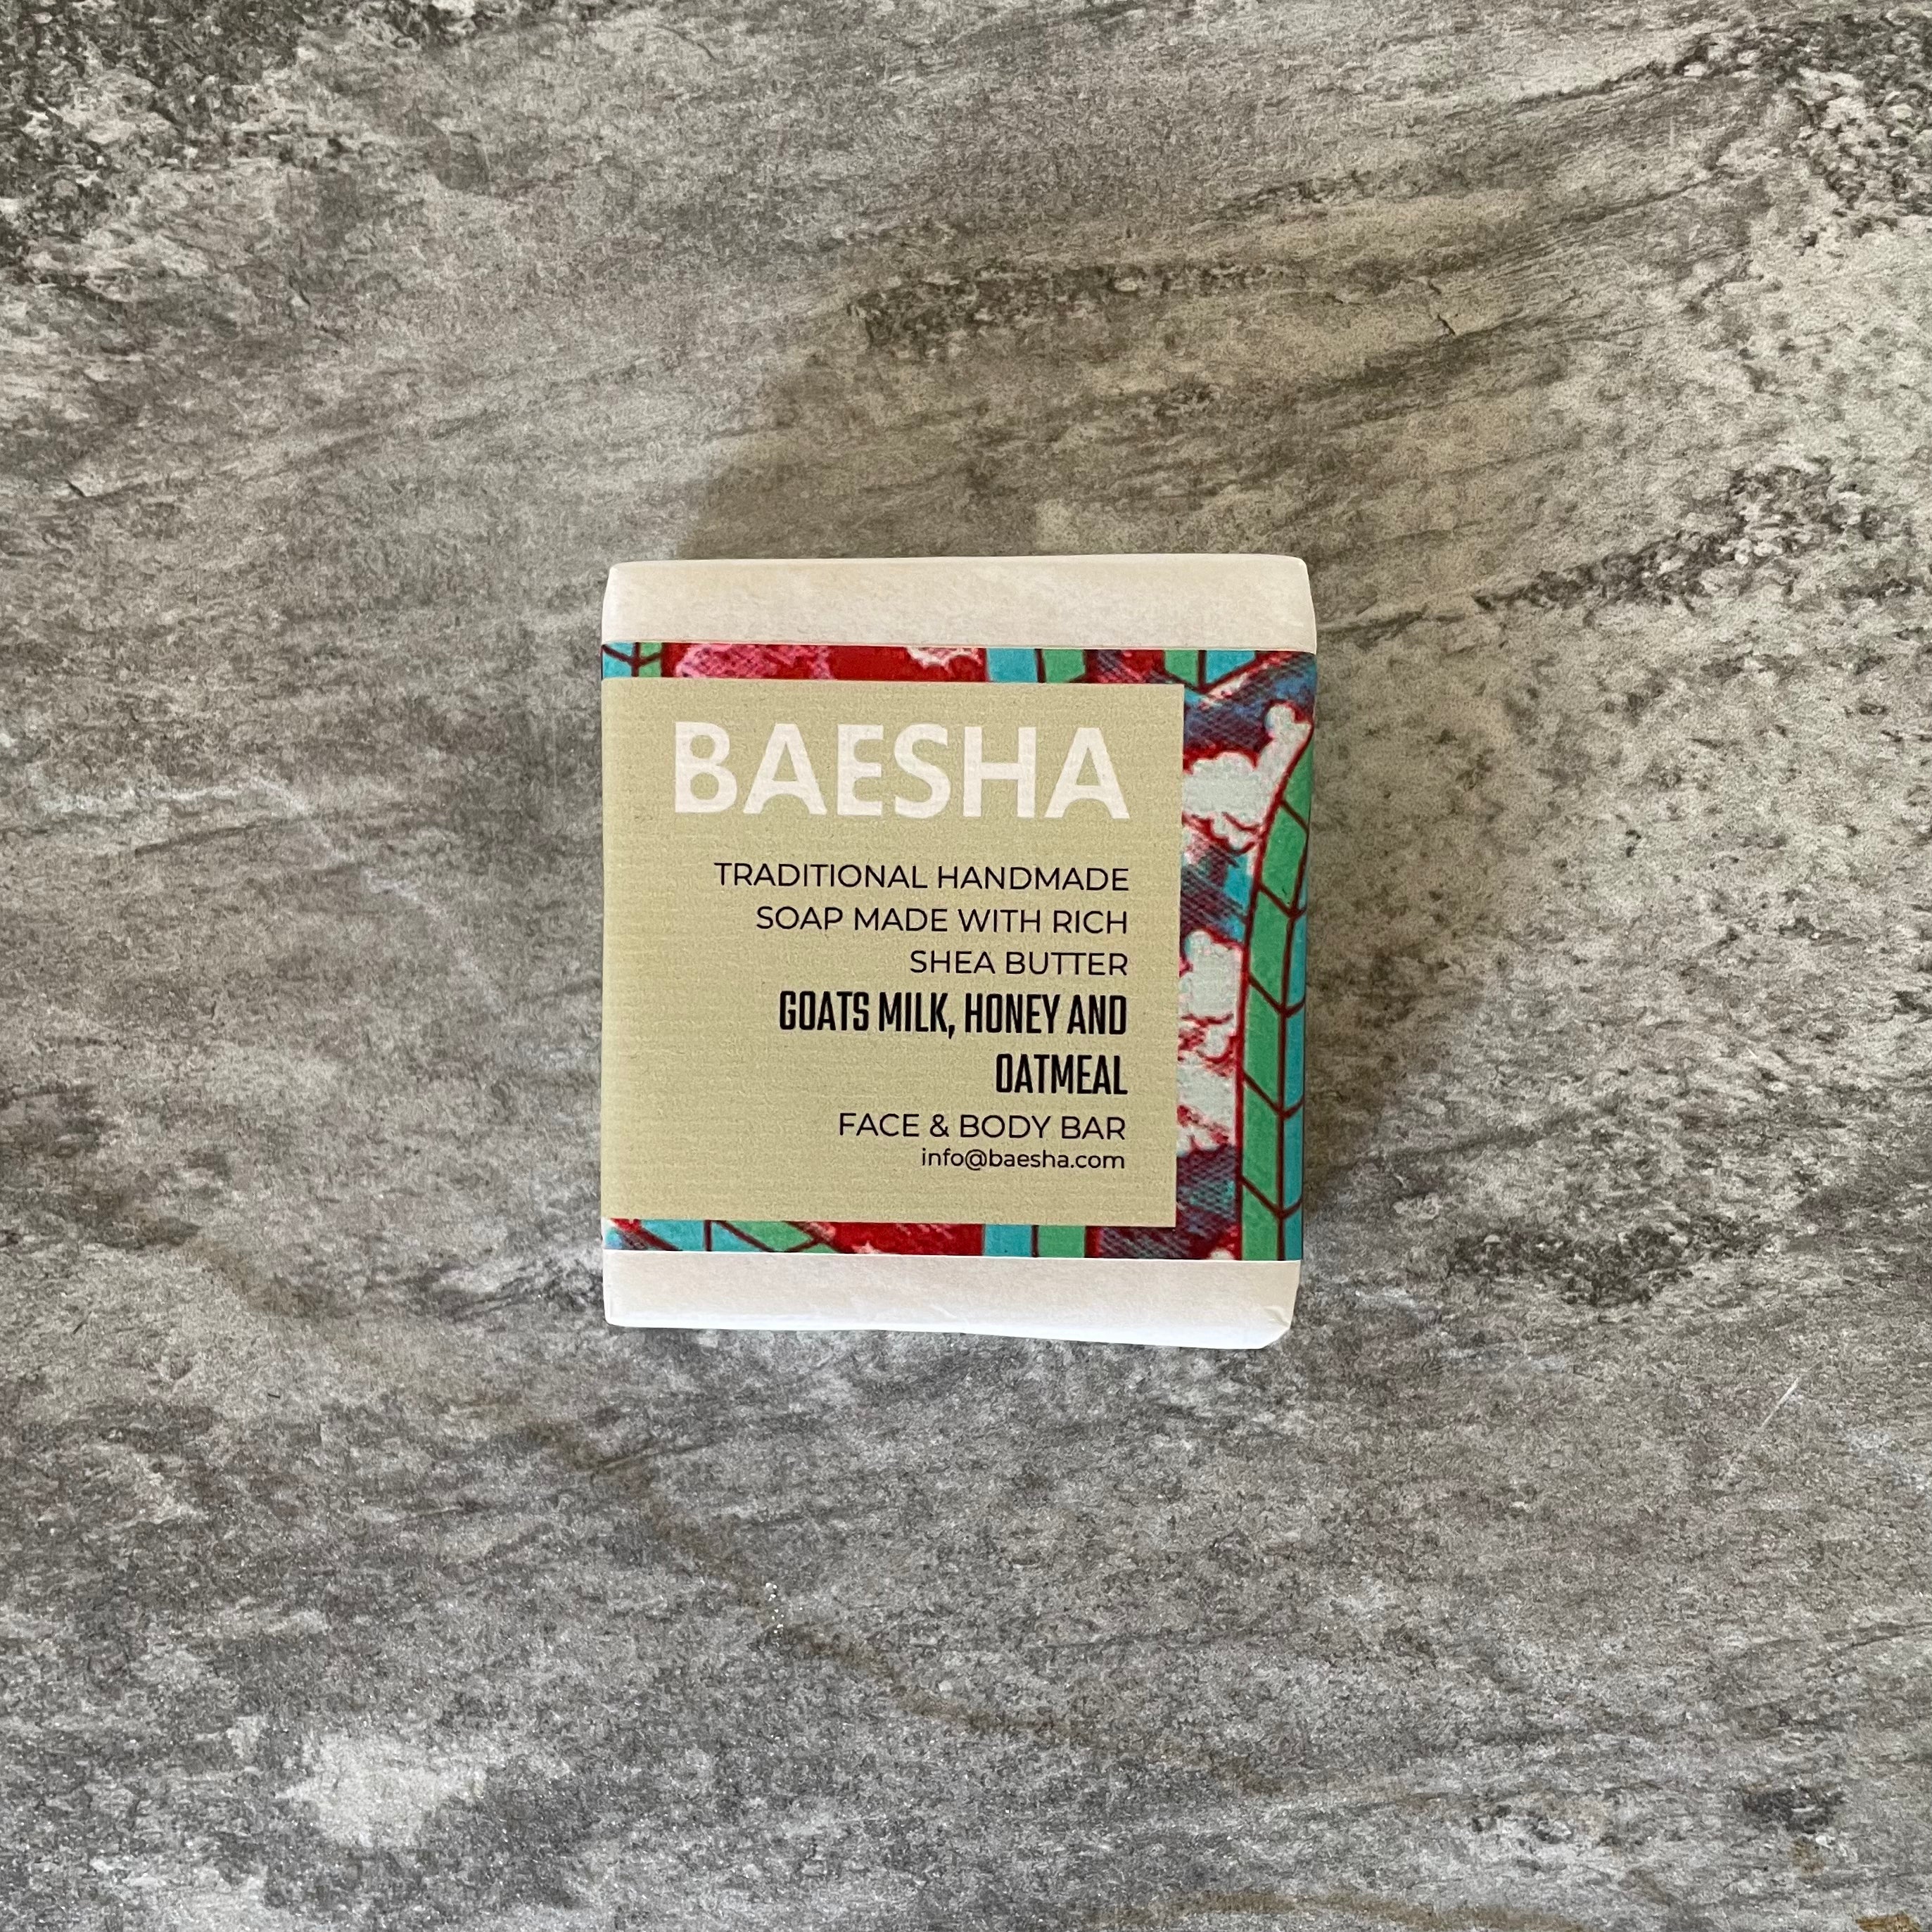 BAESHA
TRADITIONAL HANDMADE
SOAP MADE WITH RICH
SHEA BUTTER
GOATS MILK, HONEY AND
OATMEAL
FACE & BODY BAR
info@baesha.com